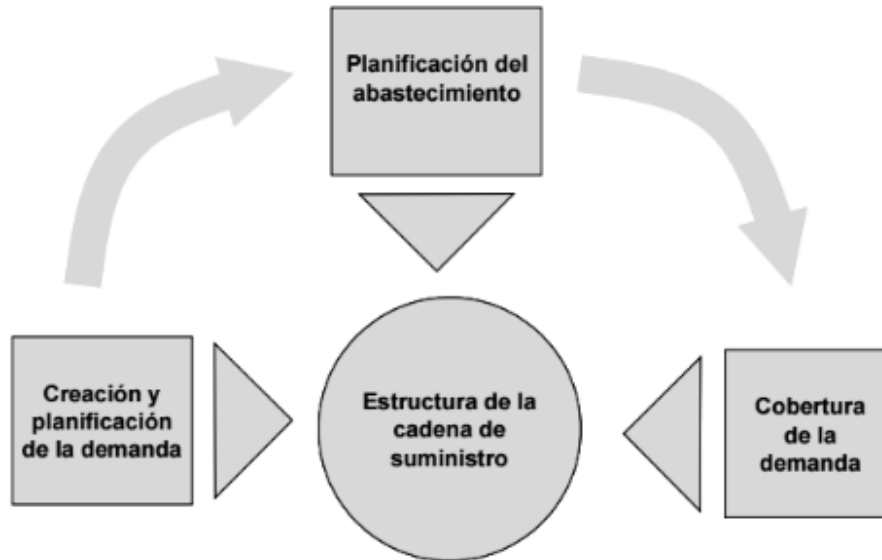 Planificación del
abastecimiento
Creación y
planificación
de la demanda
Estructura de la
cadena de
suministro
Cobertura
de la
demanda